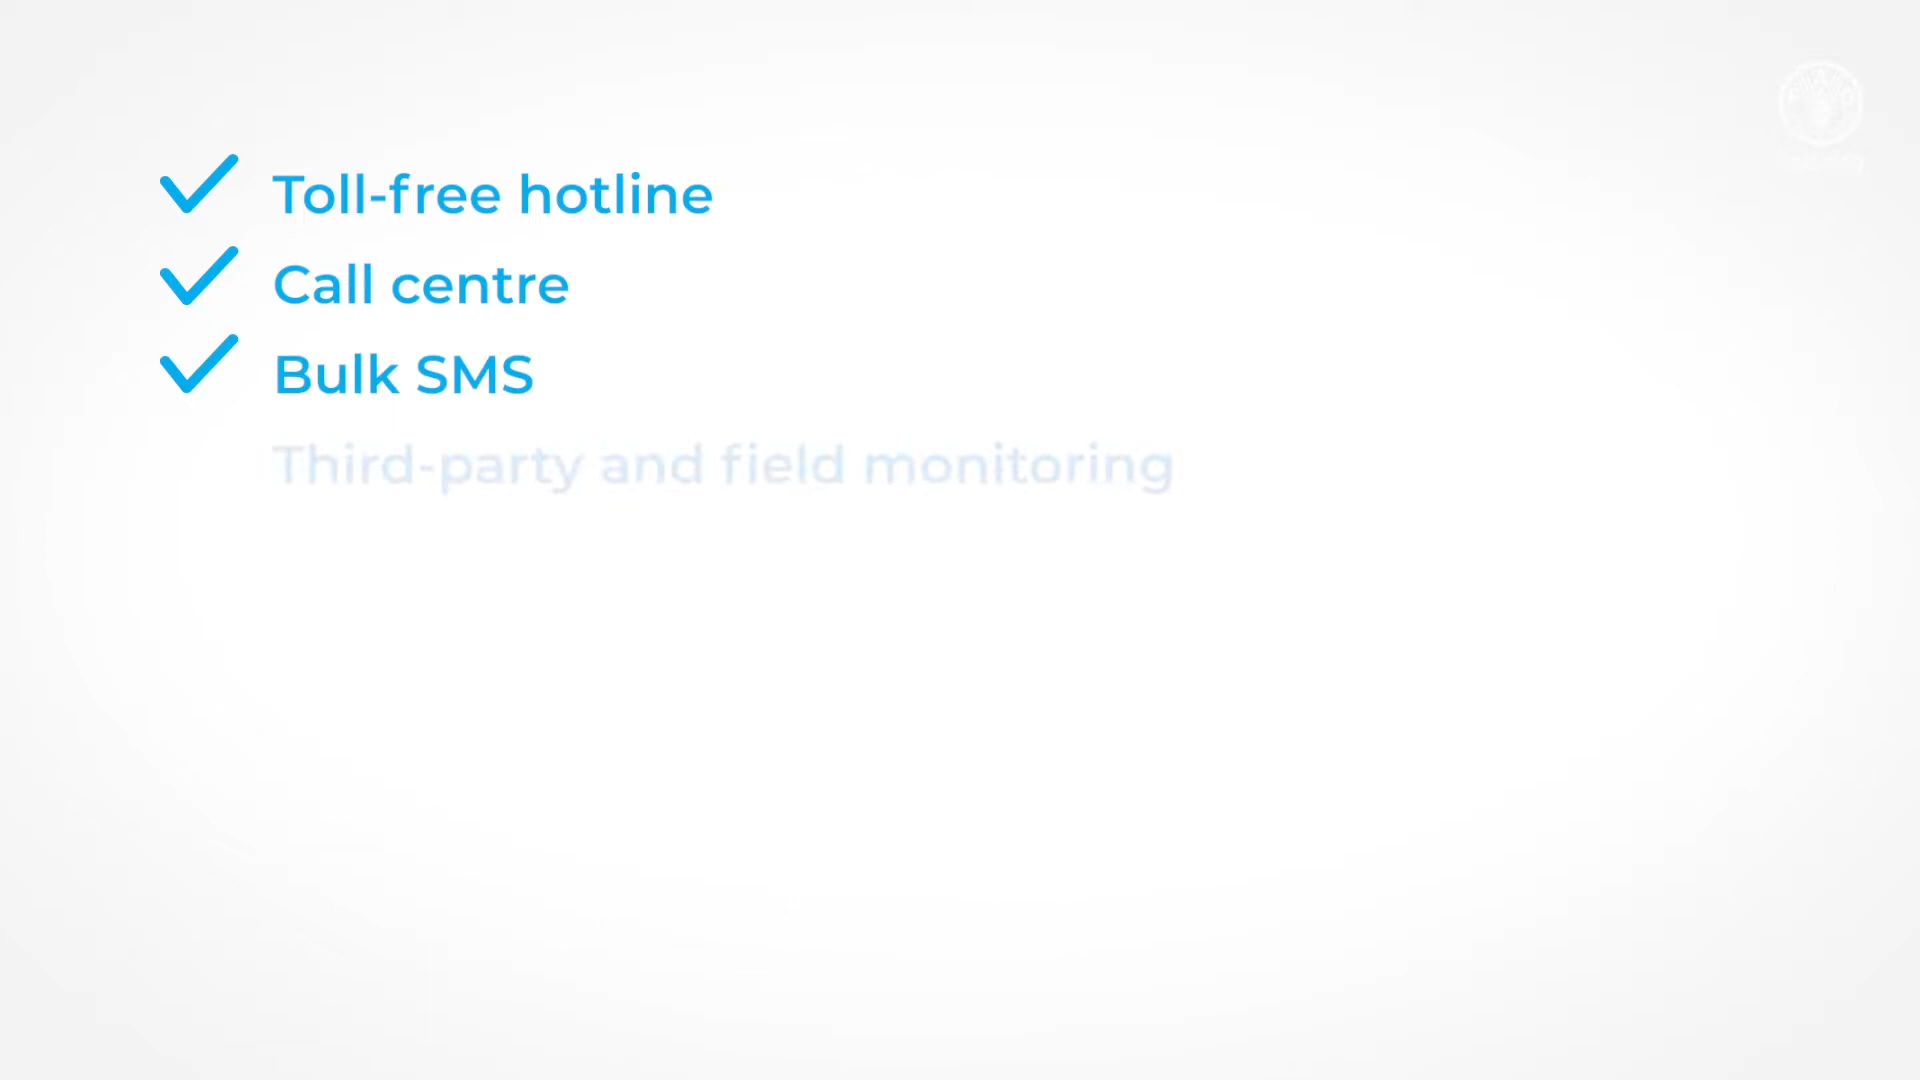 Toll-free hotline
Call centre
Bulk SMS
Third-party and field monitoring